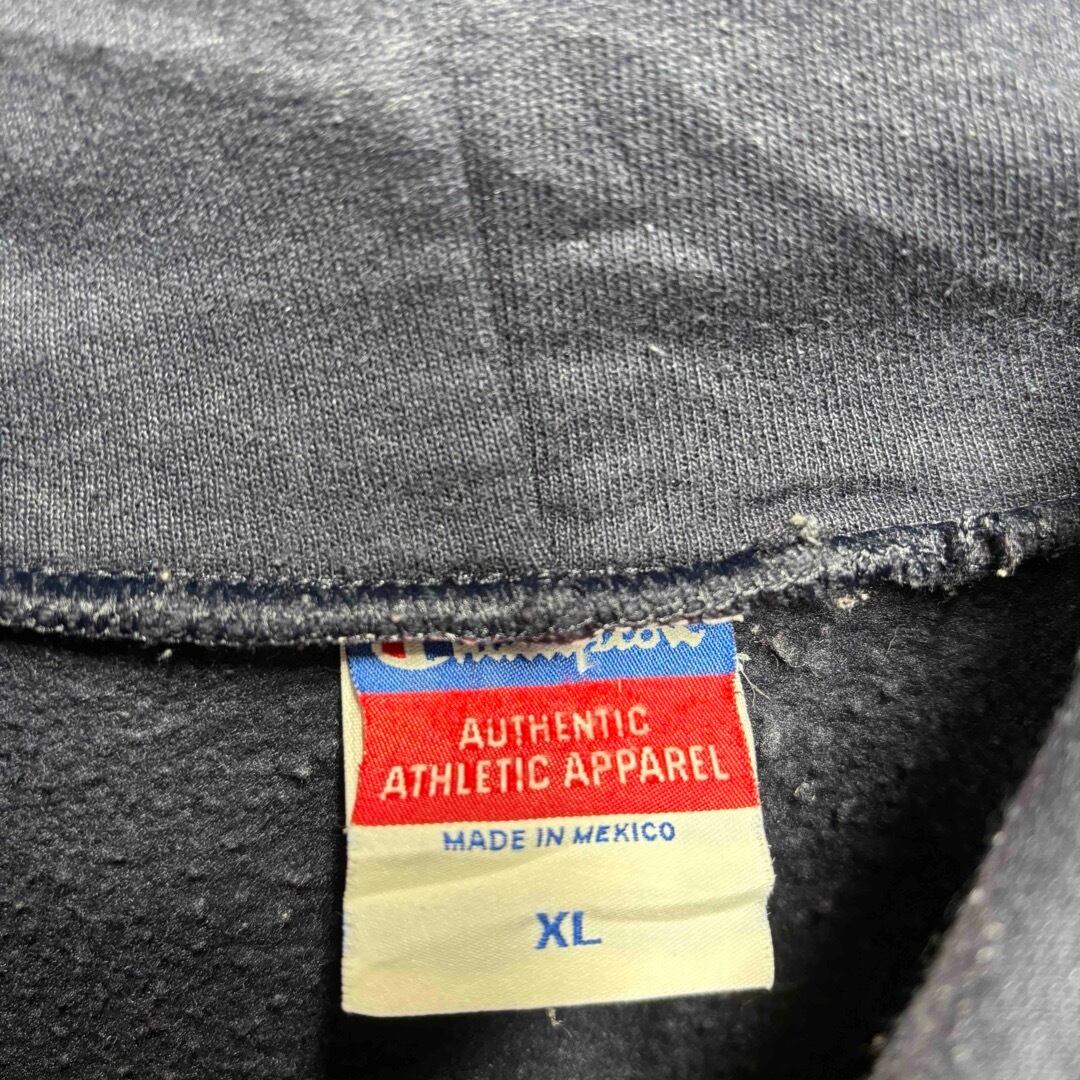 Champion
AUTHENTIC
ATHLETIC APPAREL
MADE IN MEXICO
XL